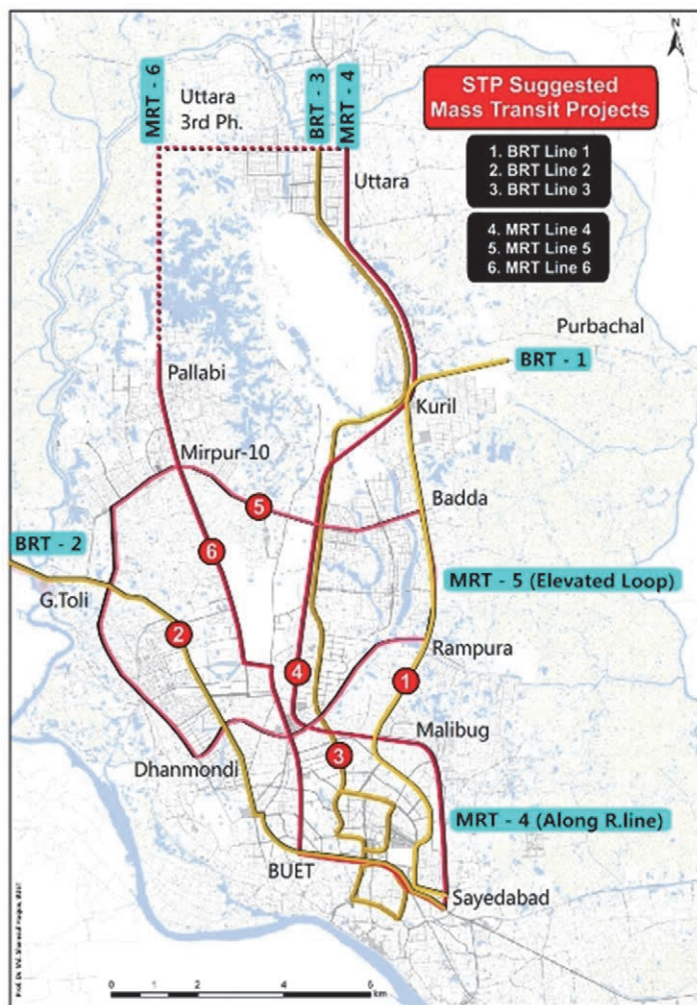 MRT - 6
Uttara
3rd Ph.
BRT - 3
MRT - 4
N
STP Suggested
Mass Transit Projects
1. BRT Line 1
2. BRT Line 2
3. BRT Line 3
4. MRT Line 4
5. MRT Line 5
6. MRT Line 6
Uttara
Purbachal
BRT - 1
Pallabi
Kuril
Mirpur-10
Badda
5
6
BRT - 2
MRT - 5 (Elevated Loop)
G.Toli
2
Rampura
4
1
Malibug
3
Dhanmondi
MRT - 4 (Along R.line)
BUET
Sayedabad
0 1 2 4 6
km